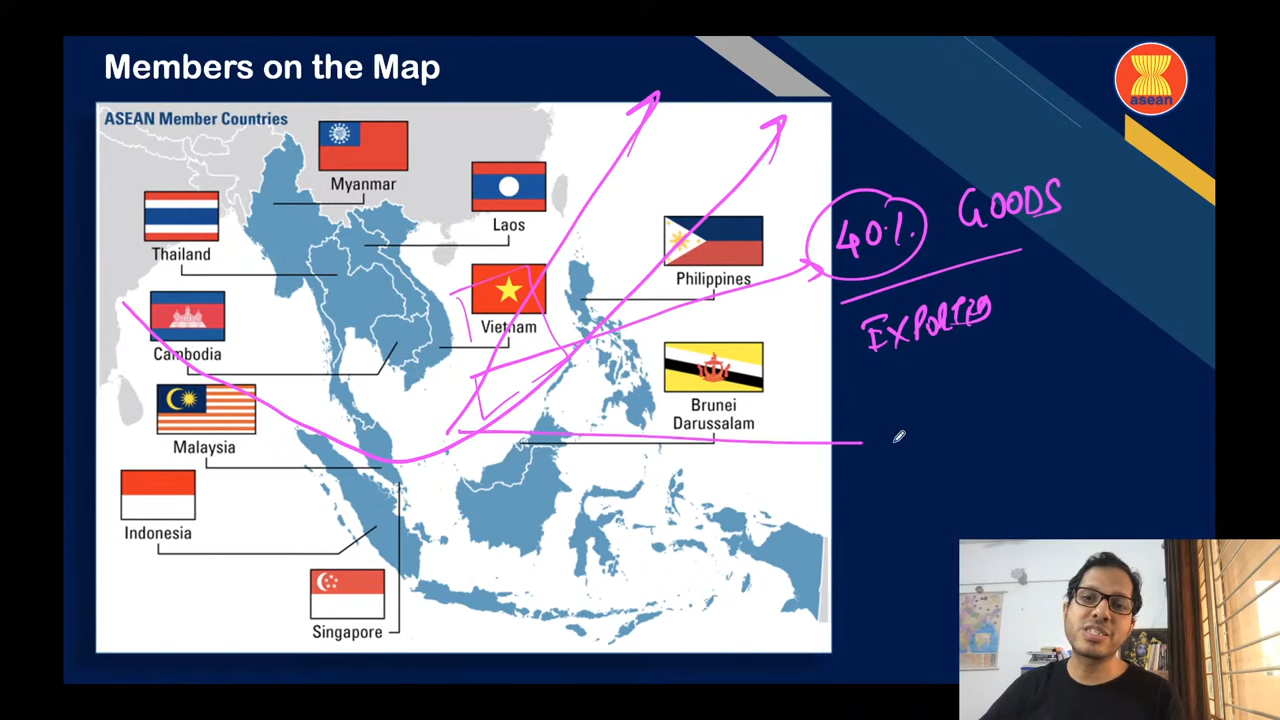 Members on the Map
asean
ASEAN Member Countries
Myanmar
Laos
Thailand
Philippines
Vietnam
Cambodia
Brunei
Darussalam
Malaysia
Indonesia
Singapore
40%. GOODS
EXPORTED